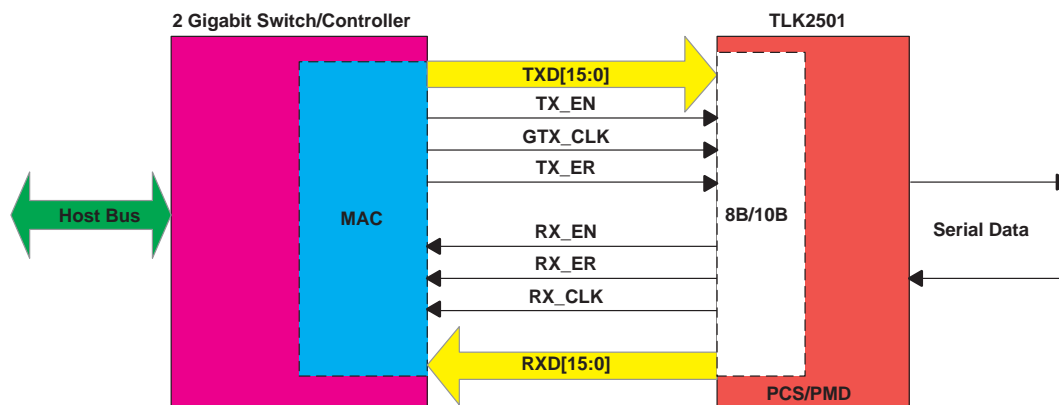 2 Gigabit Switch/Controller
TLK2501
TXD[15:0]
TX_EN
GTX_CLK
TX_ER
Host Bus
MAC
8B/10B
Serial Data
RX_EN
RX_ER
RX_CLK
RXD[15:0]
PCS/PMD